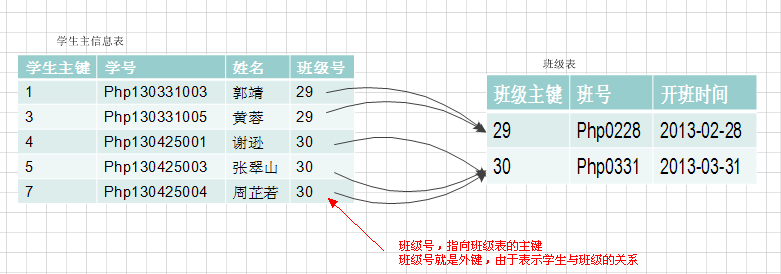 学生主信息表
学生主键 学号 姓名 班级号
1 Php130331003 郭靖 29
3 Php130331005 黄蓉 29
4 Php130425001 谢逊 30
5 Php130425003 张翠山 30
7 Php130425004 周芷若 30
班级表
班级主键 班号 开班时间
29 Php0228 2013-02-28
30 Php0331 2013-03-31
班级号，指向班级表的主键
班级号就是外键，由于表示学生与班级的关系